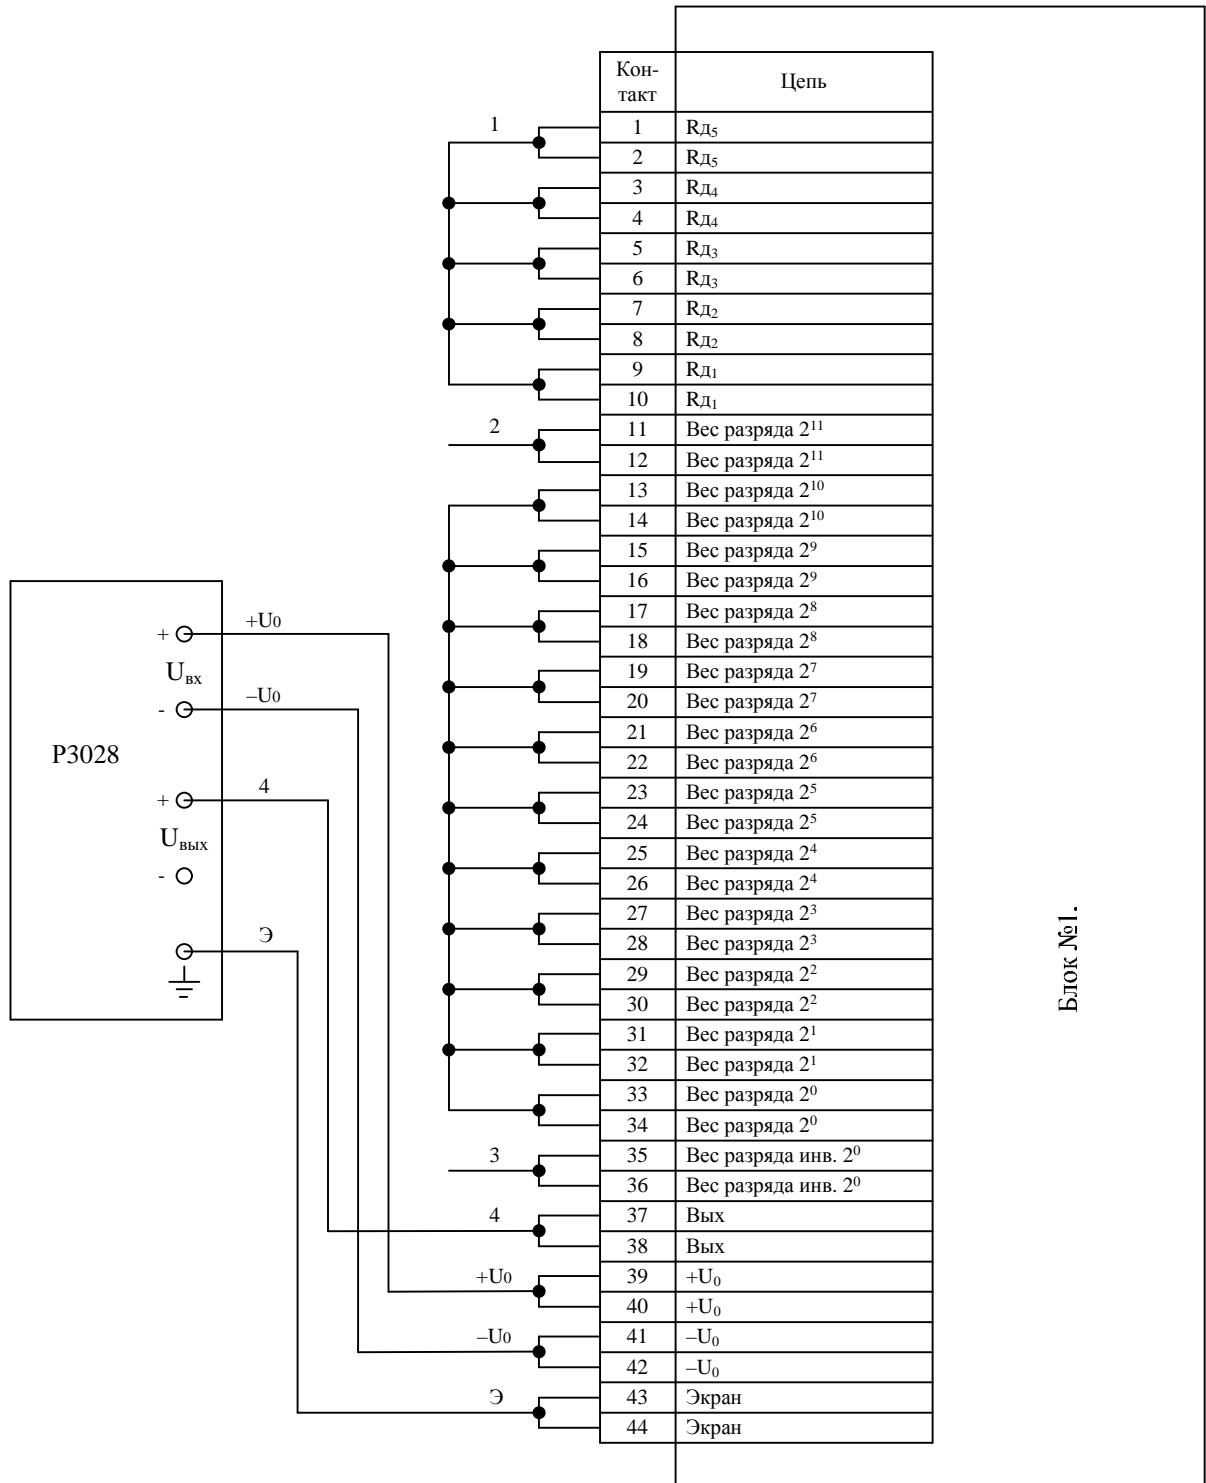 Кон-
такт Цепь
1 1 Rд₅
2 Rд₅
3 Rд₄
4 Rд₄
5 Rд₃
6 Rд₃
7 Rд₂
8 Rд₂
9 Rд₁
10 Rд₁
2 11 Вес разряда 2¹¹
12 Вес разряда 2¹¹
13 Вес разряда 2¹⁰
14 Вес разряда 2¹⁰
15 Вес разряда 2⁹
16 Вес разряда 2⁹
17 Вес разряда 2⁸
18 Вес разряда 2⁸
19 Вес разряда 2⁷
20 Вес разряда 2⁷
21 Вес разряда 2⁶
22 Вес разряда 2⁶
23 Вес разряда 2⁵
24 Вес разряда 2⁵
25 Вес разряда 2⁴
26 Вес разряда 2⁴
27 Вес разряда 2³
28 Вес разряда 2³
29 Вес разряда 2²
30 Вес разряда 2²
31 Вес разряда 2¹
32 Вес разряда 2¹
33 Вес разряда 2⁰
34 Вес разряда 2⁰
3 35 Вес разряда инв. 2⁰
36 Вес разряда инв. 2⁰
4 37 Вых
38 Вых
+U₀ 39 +U₀
40 +U₀
–U₀ 41 –U₀
42 –U₀
Э 43 Экран
44 Экран
+ +U₀
Uвх
- –U₀
Р3028
+ 4
Uвых
-
Э
Блок №1.